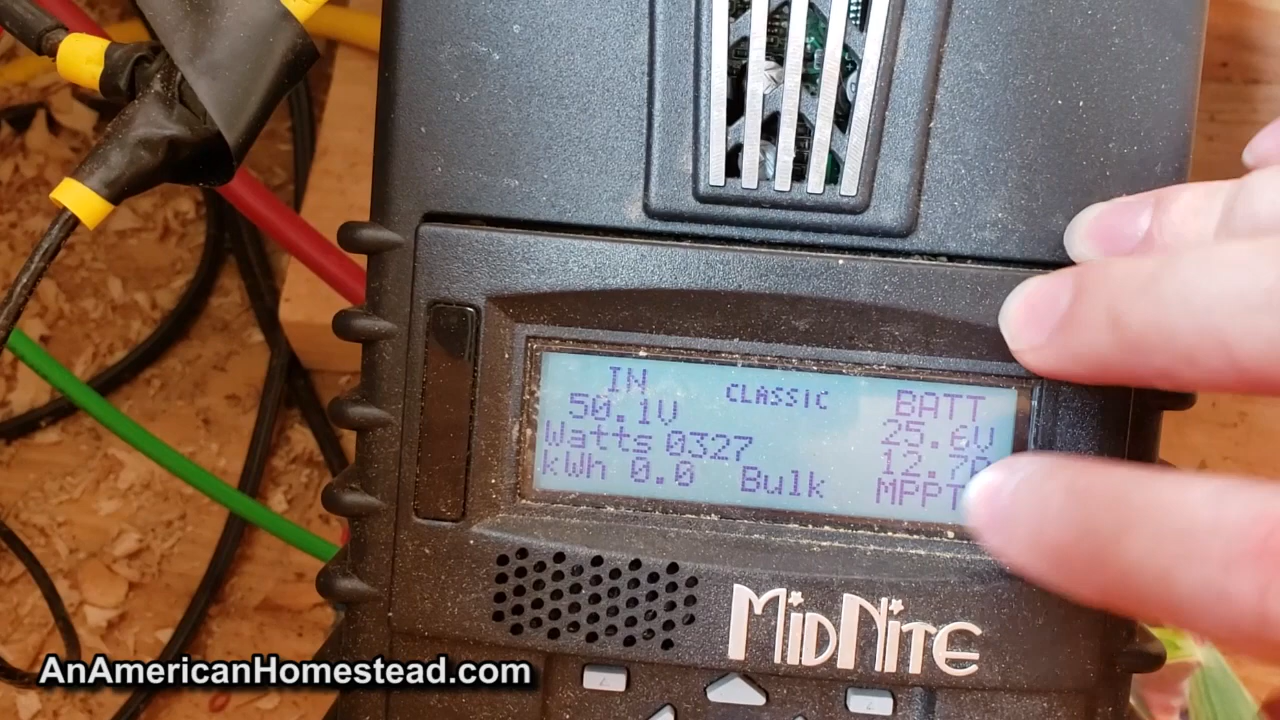 IN
CLASSIC
BATT
50.1V
25.6V
Watts 0327
12.7A
kWh 0.0
Bulk
MPPT
MIDNITE
AnAmericanHomestead.com